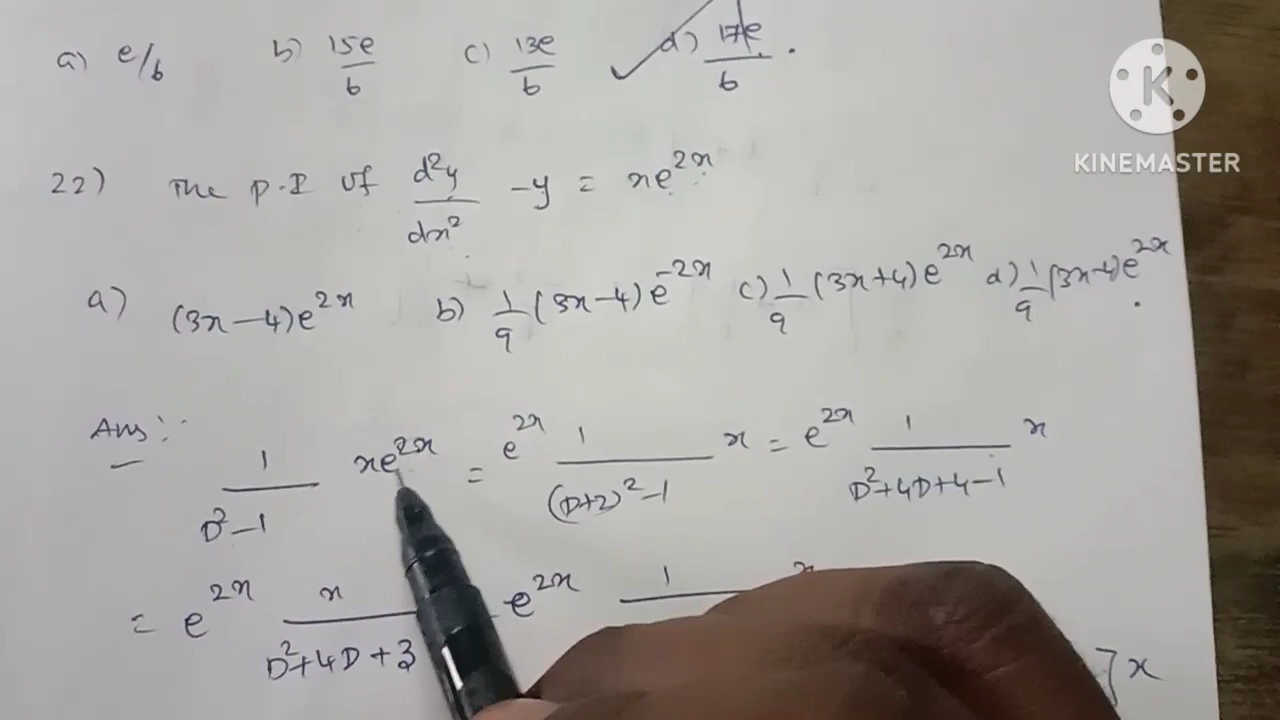 a) e/6 b) 15e/6 c) 13e/6 d) 17e/6 .
K
KINEMASTER
22) The P.I of d²y/dx² - y = xe^2x
a) (3x-4)e^2x b) 1/9 (3x-4)e^-2x c) 1/9 (3x+4)e^2x d) 1/9 (3x-4)e^2x .
Ans:-
1/(D²-1) xe^2x = e^2x 1/((D+2)²-1) x = e^2x 1/(D²+4D+4-1) x
= e^2x x/(D²+4D+3) e^2x 1
] x